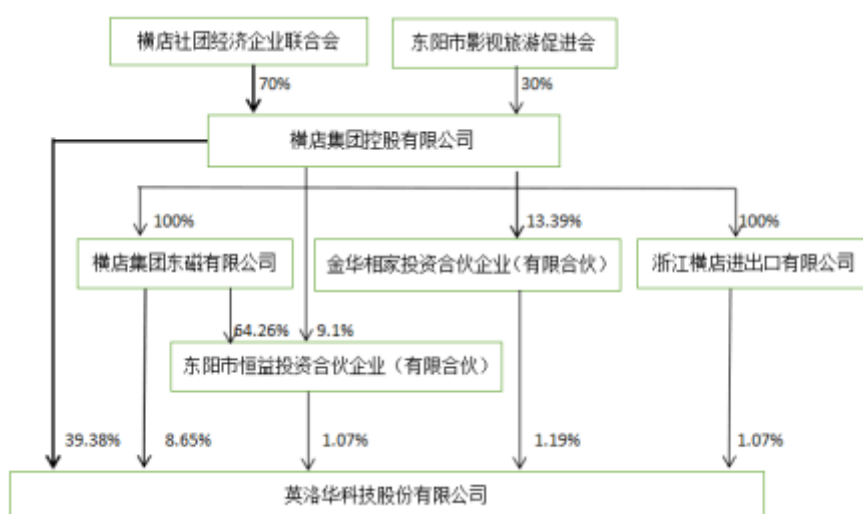 横店社团经济企业联合会
东阳市影视旅游促进会
70%
30%
横店集团控股有限公司
100%
13.39%
100%
横店集团东磁有限公司
金华相家投资合伙企业（有限合伙）
浙江横店进出口有限公司
64.26%
9.1%
东阳市恒益投资合伙企业（有限合伙）
39.38%
8.65%
1.07%
1.19%
1.07%
英洛华科技股份有限公司